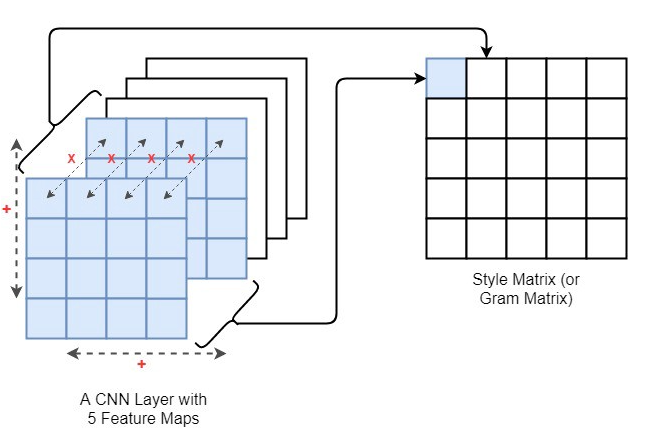 x x x x
+
+
Style Matrix (or
Gram Matrix)
A CNN Layer with
5 Feature Maps